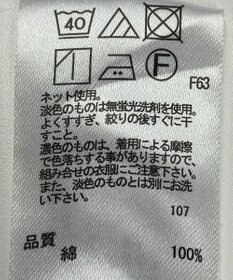 40
F
F63
ネット使用。
淡色のものは無蛍光洗剤を使用。
よくすすぎ、絞りの後すぐに干
すこと。
濃色のものは、着用による摩擦
で色落ちする事がありますので、
組み合せの衣服にご注意下さい。
また、淡色のものとは別にお洗
い下さい。
107
品質
綿 100%